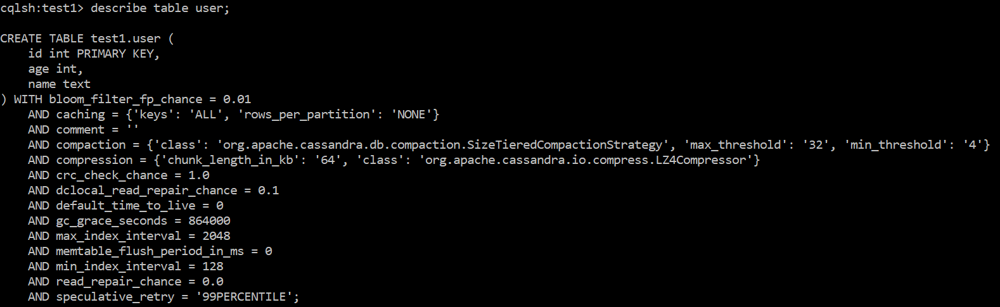 cqlsh:test1> describe table user;
CREATE TABLE test1.user (
    id int PRIMARY KEY,
    age int,
    name text
) WITH bloom_filter_fp_chance = 0.01
    AND caching = {'keys': 'ALL', 'rows_per_partition': 'NONE'}
    AND comment = ''
    AND compaction = {'class': 'org.apache.cassandra.db.compaction.SizeTieredCompactionStrategy', 'max_threshold': '32', 'min_threshold': '4'}
    AND compression = {'chunk_length_in_kb': '64', 'class': 'org.apache.cassandra.io.compress.LZ4Compressor'}
    AND crc_check_chance = 1.0
    AND dclocal_read_repair_chance = 0.1
    AND default_time_to_live = 0
    AND gc_grace_seconds = 864000
    AND max_index_interval = 2048
    AND memtable_flush_period_in_ms = 0
    AND min_index_interval = 128
    AND read_repair_chance = 0.0
    AND speculative_retry = '99PERCENTILE';